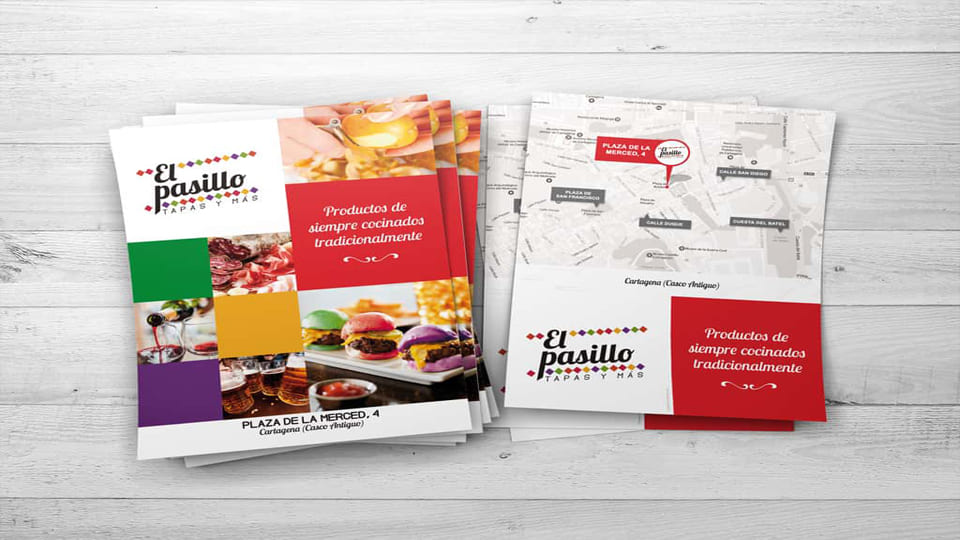 El
pasillo
TAPAS Y MÁS
Productos de
siempre cocinados
tradicionalmente
PLAZA DE LA MERCED, 4
Cartagena (Casco Antiguo)
PLAZA DE LA
MERCED, 4
El
pasillo
CALLE SAN DIEGO
PLAZA DE
SAN FRANCISCO
CALLE DUQUE
CUESTA DEL BATEL
Cartagena (Casco Antiguo)
El
pasillo
TAPAS Y MÁS
Productos de
siempre cocinados
tradicionalmente